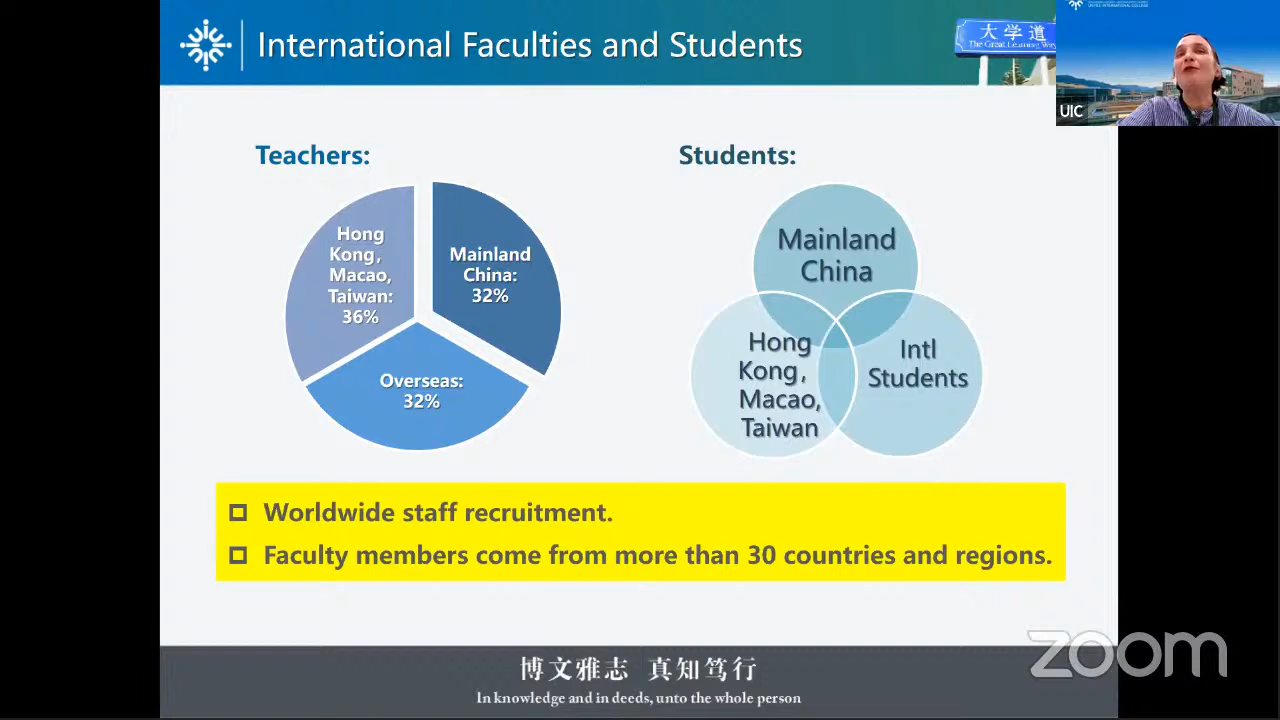 International Faculties and Students
大学道
The Great Learning Way
UNITED INTERNATIONAL COLLEGE
UIC
Teachers:
Students:
Hong
Kong,
Macao,
Taiwan:
36%
Mainland
China:
32%
Overseas:
32%
Mainland
China
Hong
Kong,
Macao,
Taiwan
Intl
Students
Worldwide staff recruitment.
Faculty members come from more than 30 countries and regions.
zoom
博文雅志 真知笃行
In knowledge and in deeds, unto the whole person